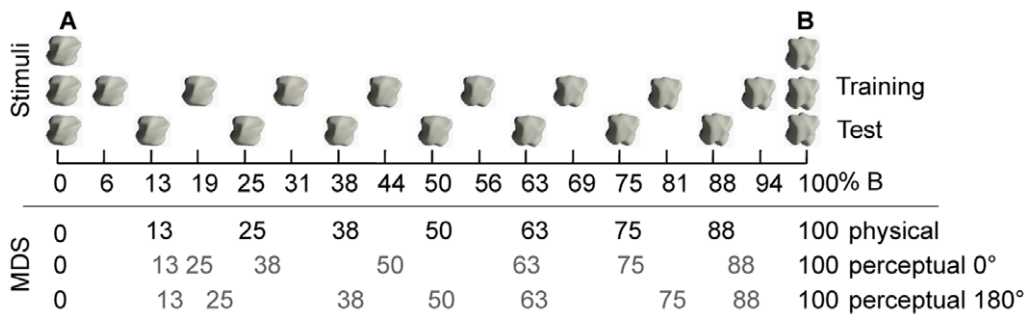 A B
Stimuli
Training
Test
0 6 13 19 25 31 38 44 50 56 63 69 75 81 88 94 100% B
MDS
0 13 25 38 50 63 75 88 100 physical
0 13 25 38 50 63 75 88 100 perceptual 0°
0 13 25 38 50 63 75 88 100 perceptual 180°